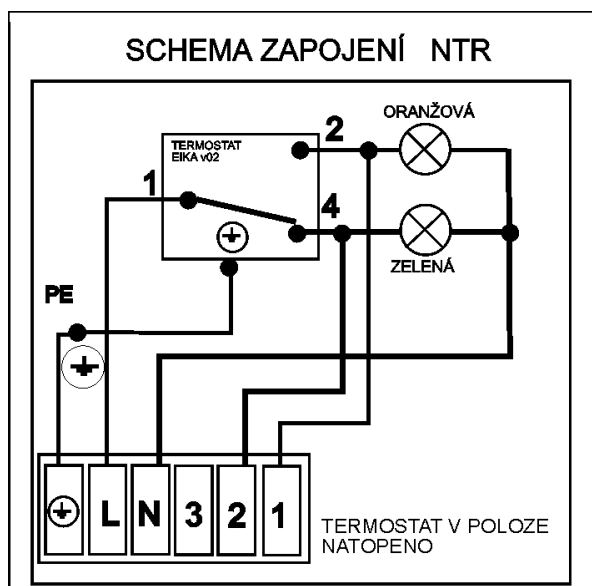 SCHEMA ZAPOJENÍ NTR
ORANŽOVÁ
2
TERMOSTAT
EIKA v02
1
4
ZELENÁ
PE
L N 3 2 1
TERMOSTAT V POLOZE
NATOPENO